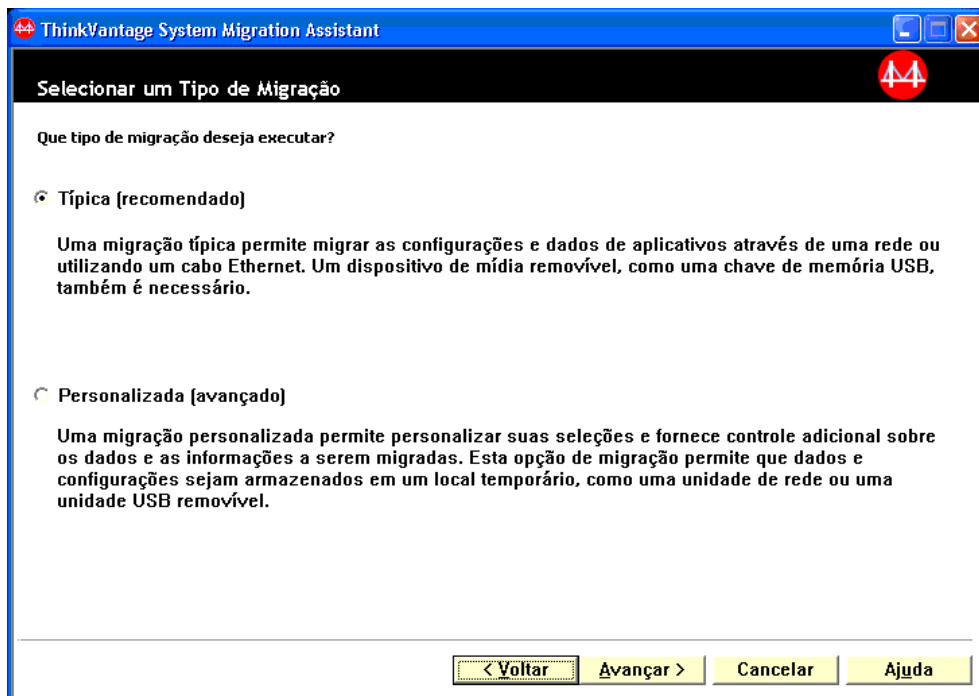 ThinkVantage System Migration Assistant
Selecionar um Tipo de Migração
Que tipo de migração deseja executar?
Típica (recomendado)
Uma migração típica permite migrar as configurações e dados de aplicativos através de uma rede ou
utilizando um cabo Ethernet. Um dispositivo de mídia removível, como uma chave de memória USB,
também é necessário.
Personalizada (avançado)
Uma migração personalizada permite personalizar suas seleções e fornece controle adicional sobre
os dados e as informações a serem migradas. Esta opção de migração permite que dados e
configurações sejam armazenados em um local temporário, como uma unidade de rede ou uma
unidade USB removível.
< Voltar Avançar > Cancelar Ajuda